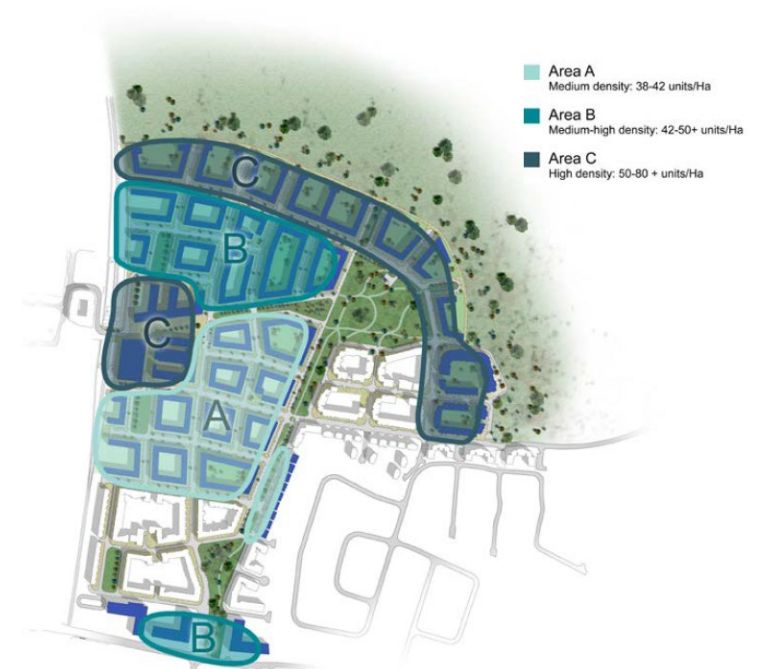 Area A
Medium density: 38-42 units/Ha
Area B
Medium-high density: 42-50+ units/Ha
Area C
High density: 50-80 + units/Ha
C
B
C
A
B